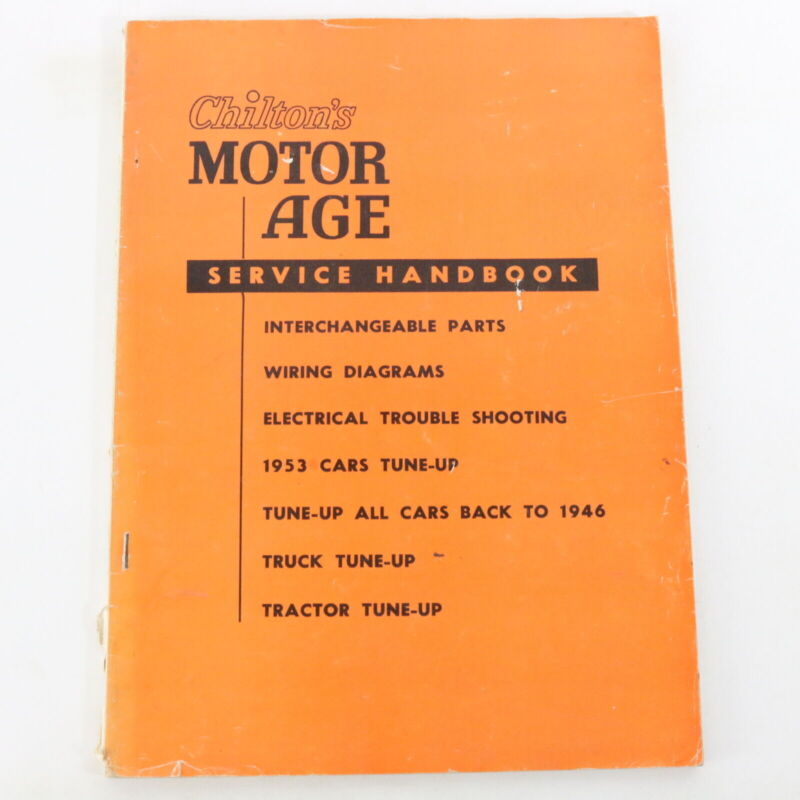 Chilton's
MOTOR
AGE
SERVICE HANDBOOK
INTERCHANGEABLE PARTS
WIRING DIAGRAMS
ELECTRICAL TROUBLE SHOOTING
1953 CARS TUNE-UP
TUNE-UP ALL CARS BACK TO 1946
TRUCK TUNE-UP
TRACTOR TUNE-UP